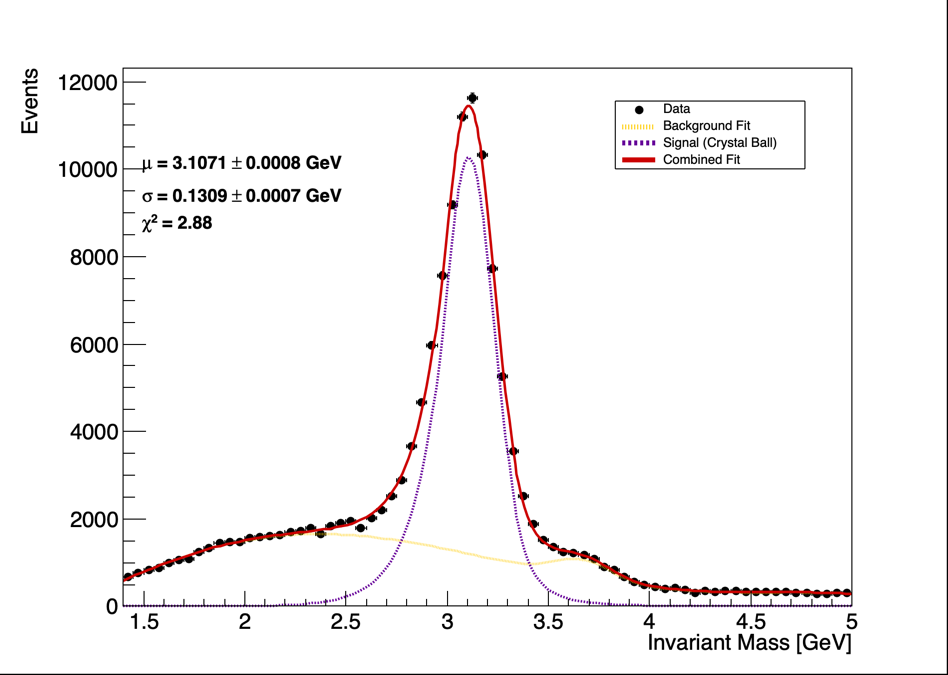 Events
12000
10000
8000
6000
4000
2000
0
μ = 3.1071 ± 0.0008 GeV
σ = 0.1309 ± 0.0007 GeV
χ² = 2.88
Data
Background Fit
Signal (Crystal Ball)
Combined Fit
1.5 2 2.5 3 3.5 4 4.5 5
Invariant Mass [GeV]